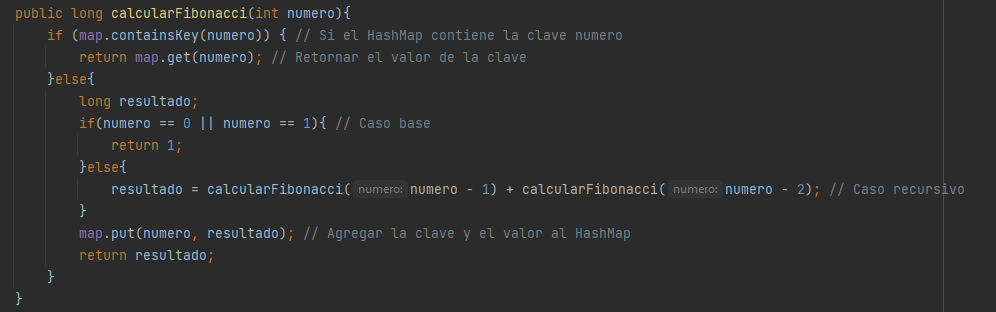 public long calcularFibonacci(int numero){
if (map.containsKey(numero)) { // Si el HashMap contiene la clave numero
return map.get(numero); // Retornar el valor de la clave
}else{
long resultado;
if(numero == 0 || numero == 1){ // Caso base
return 1;
}else{
resultado = calcularFibonacci( numero: numero - 1) + calcularFibonacci( numero: numero - 2); // Caso recursivo
}
map.put(numero, resultado); // Agregar la clave y el valor al HashMap
return resultado;
}
}